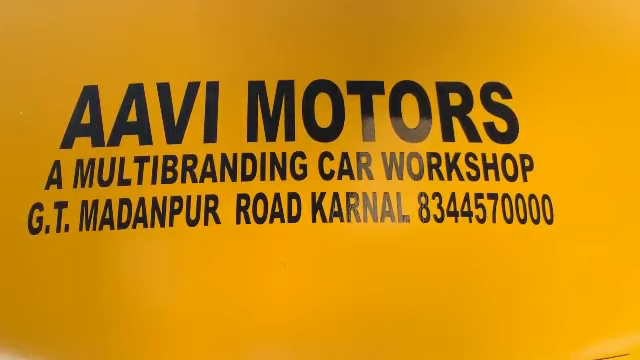 AAVI MOTORS
A MULTIBRANDING CAR WORKSHOP
G.T. MADANPUR ROAD KARNAL 8344570000